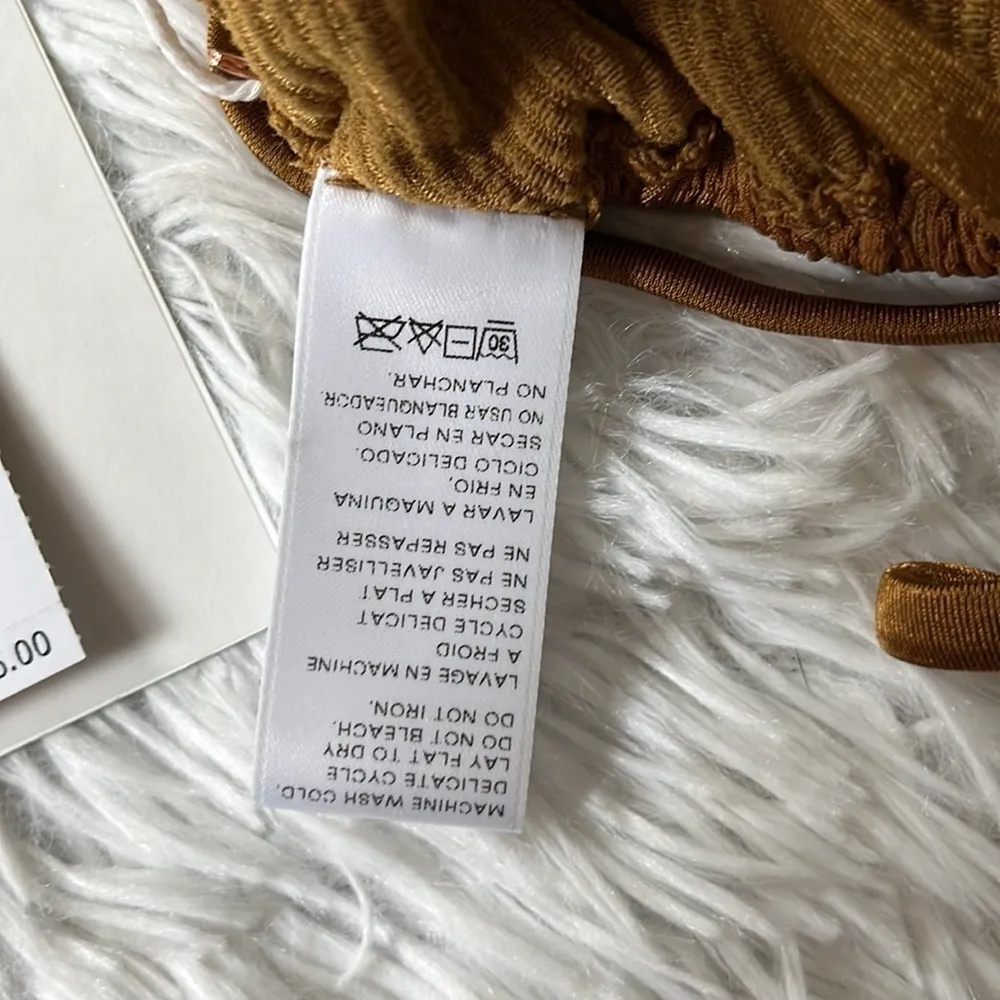 MACHINE WASH COLD.
DELICATE CYCLE
LAY FLAT TO DRY
DO NOT BLEACH.
DO NOT IRON.
LAVAGE EN MACHINE
A FROID
CYCLE DELICAT
SECHER A PLAT
NE PAS JAVELLISER
NE PAS REPASSER
LAVAR A MAQUINA
EN FRIO,
CICLO DELICADO.
SECAR EN PLANO
NO USAR BLANQUEADOR.
NO PLANCHAR.
30
.00